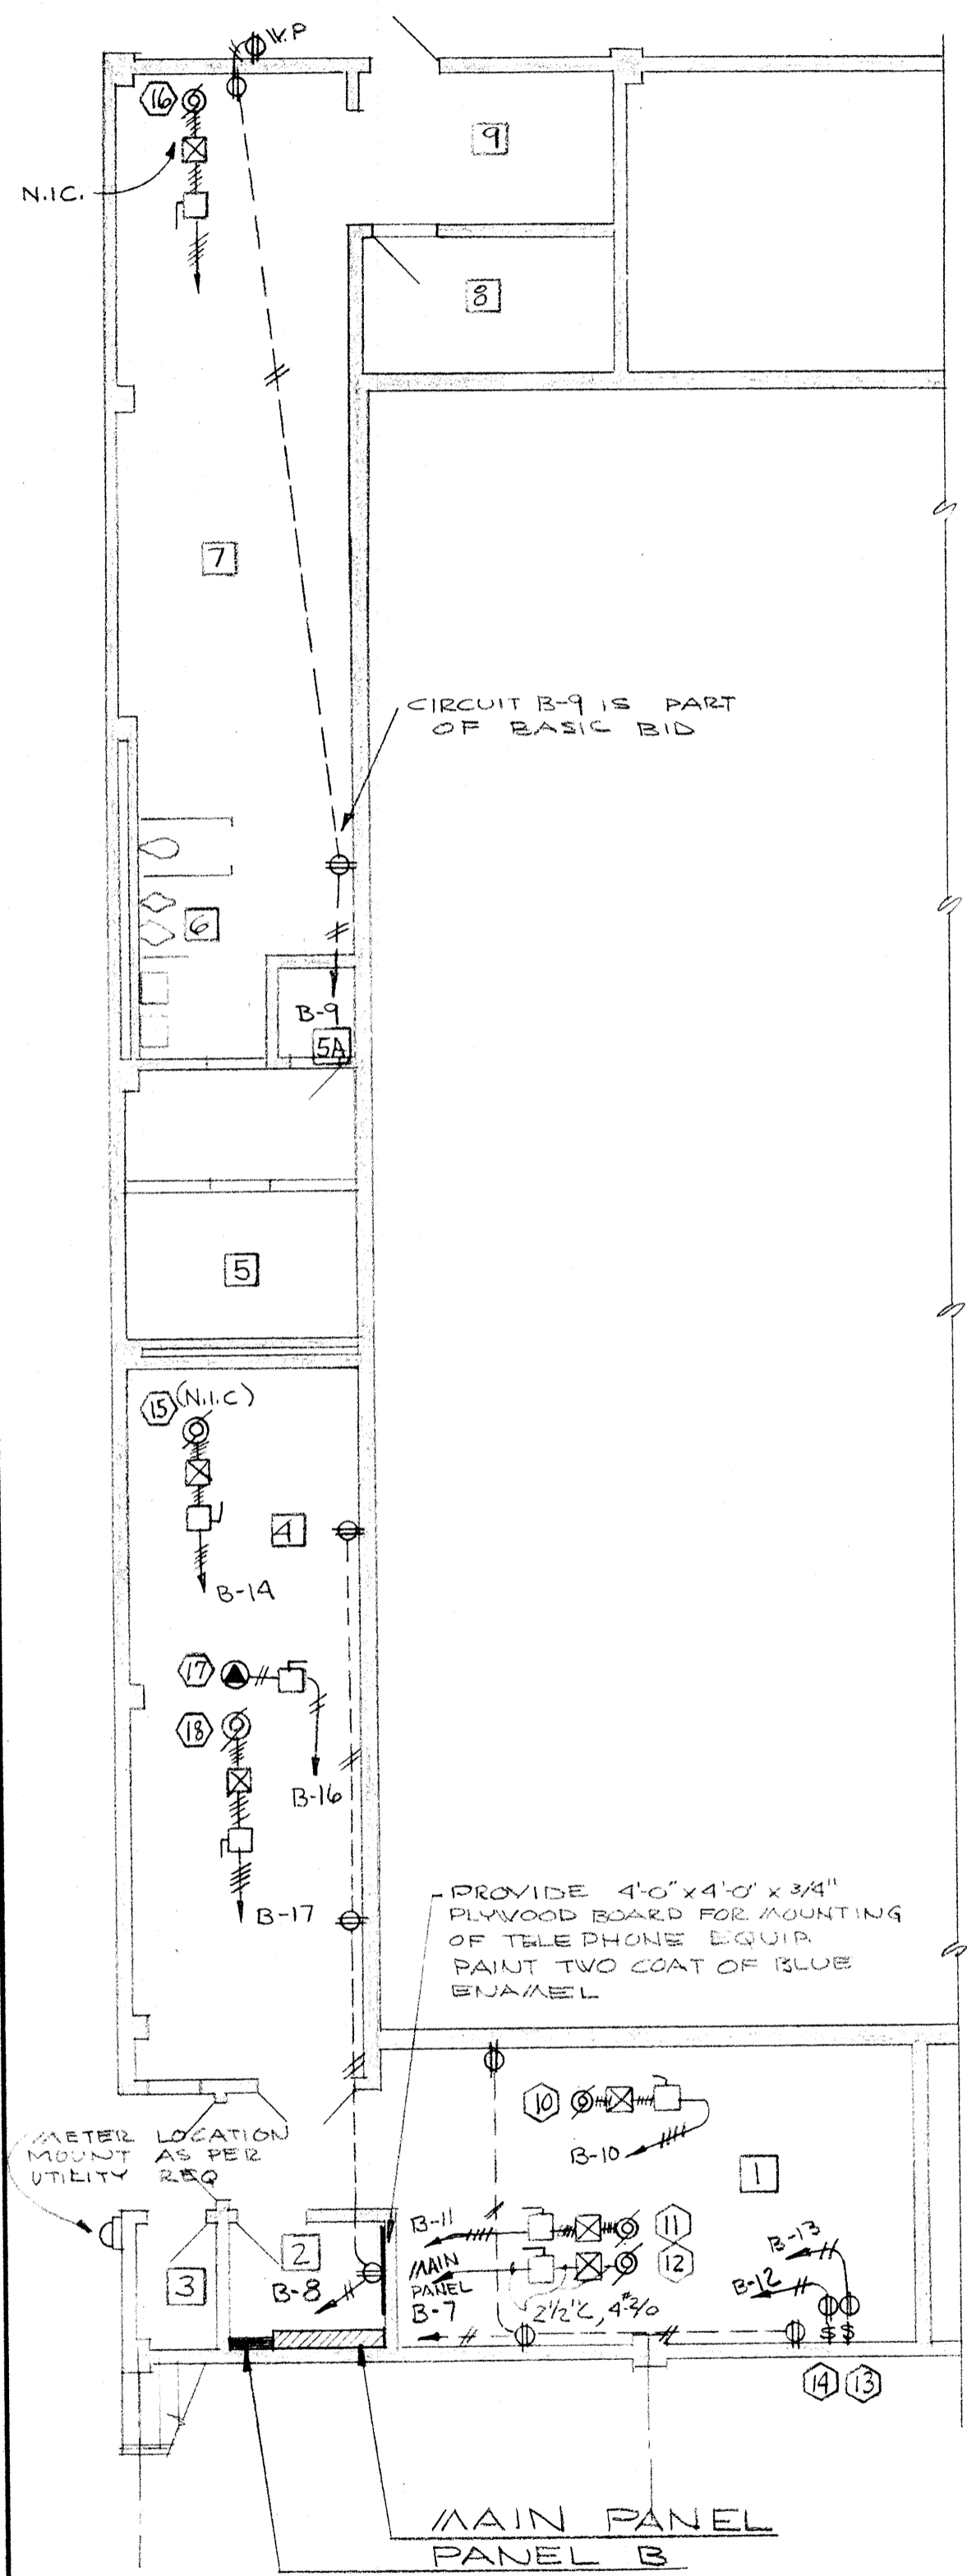 W.P
16
N.I.C.
9
8
7
CIRCUIT B-9 IS PART
OF BASIC BID
6
B-9
5A
5
15 (N.I.C)
4
B-14
17
18
B-16
B-17
PROVIDE 4'-0" x 4'-0" x 3/4"
PLYWOOD BOARD FOR MOUNTING
OF TELEPHONE EQUIP.
PAINT TWO COAT OF BLUE
ENAMEL
10
B-10
METER LOCATION
MOUNT AS PER
UTILITY REQ
1
B-11
11
2
MAIN
PANEL
12
B-13
3
B-8
B-7
2 1/2" C, 4-#2/0
B-12
$ $
14 13
MAIN PANEL
PANEL B